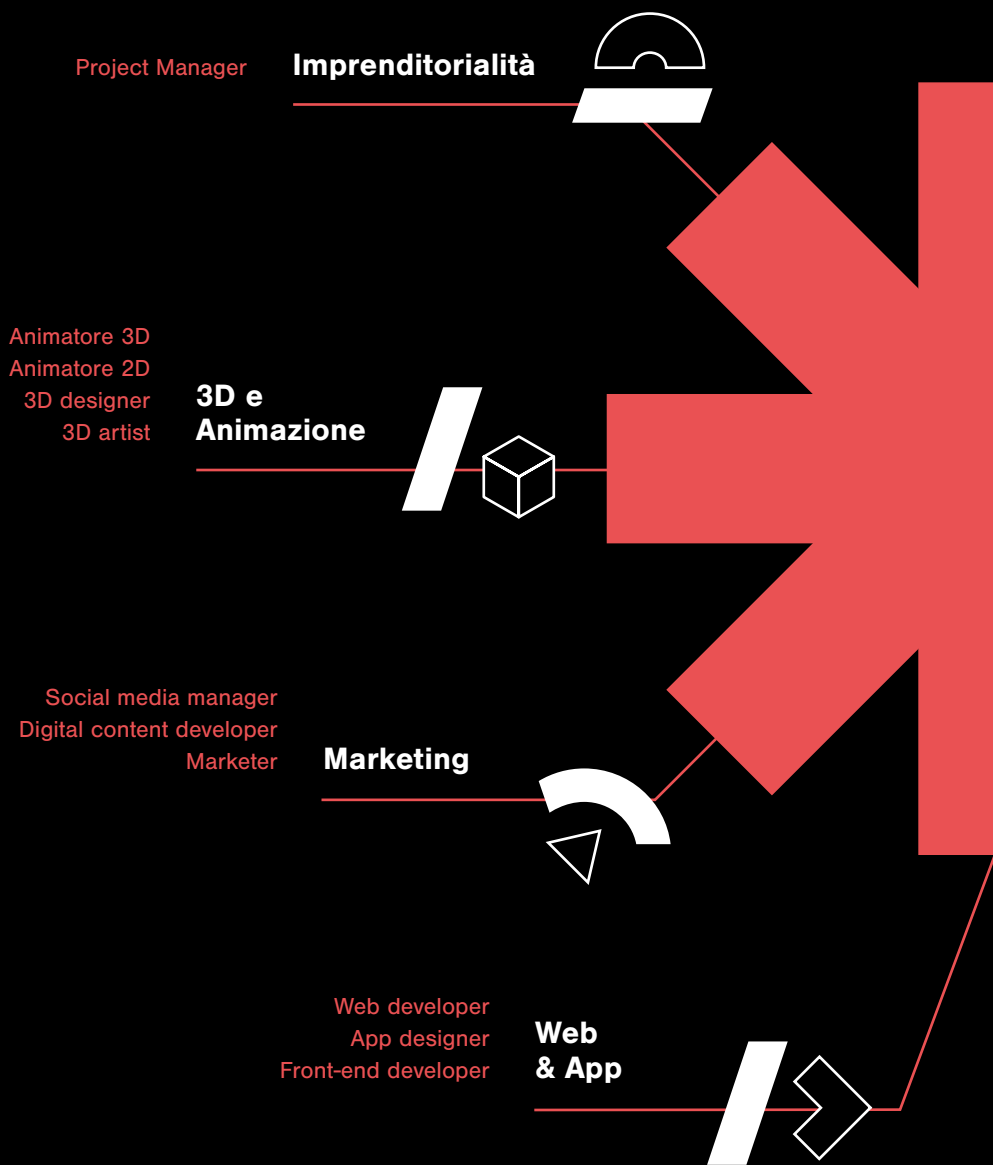 Project Manager
Imprenditorialità
Animatore 3D
Animatore 2D
3D designer
3D artist
3D e
Animazione
Social media manager
Digital content developer
Marketer
Marketing
Web developer
App designer
Front-end developer
Web
& App